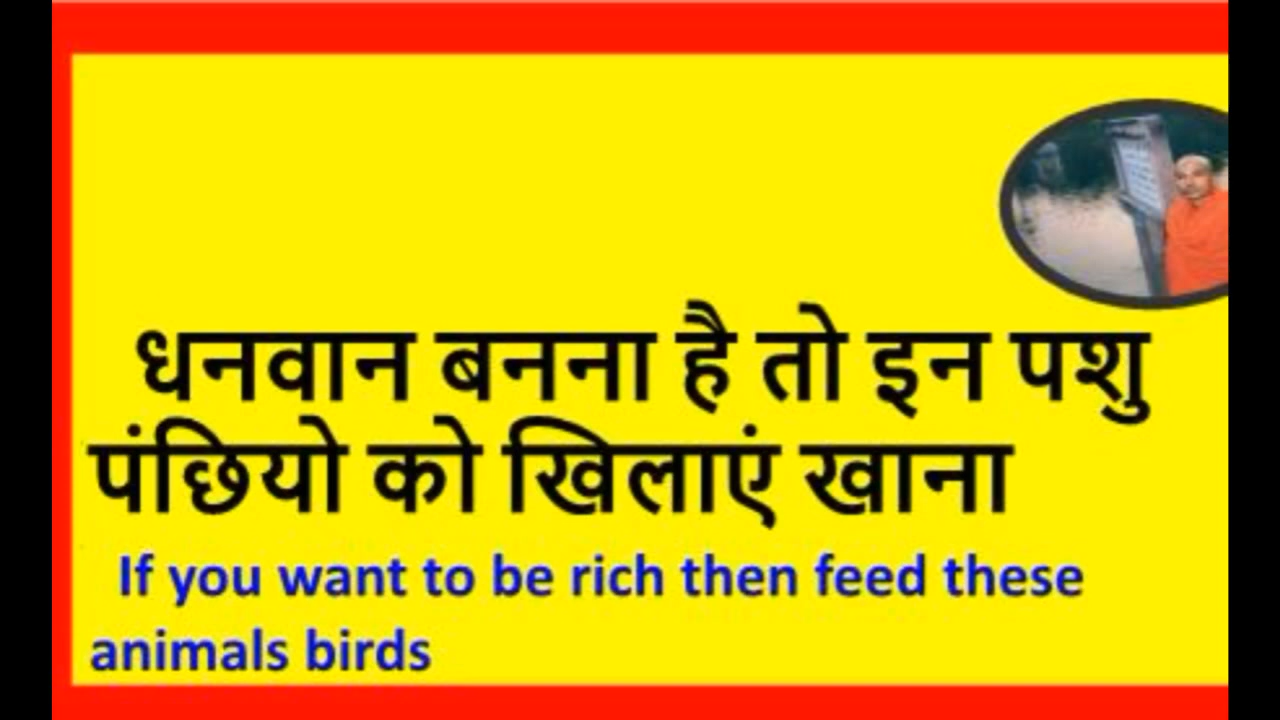 धनवान बनना है तो इन पशु
पंछियो को खिलाएं खाना
If you want to be rich then feed these
animals birds